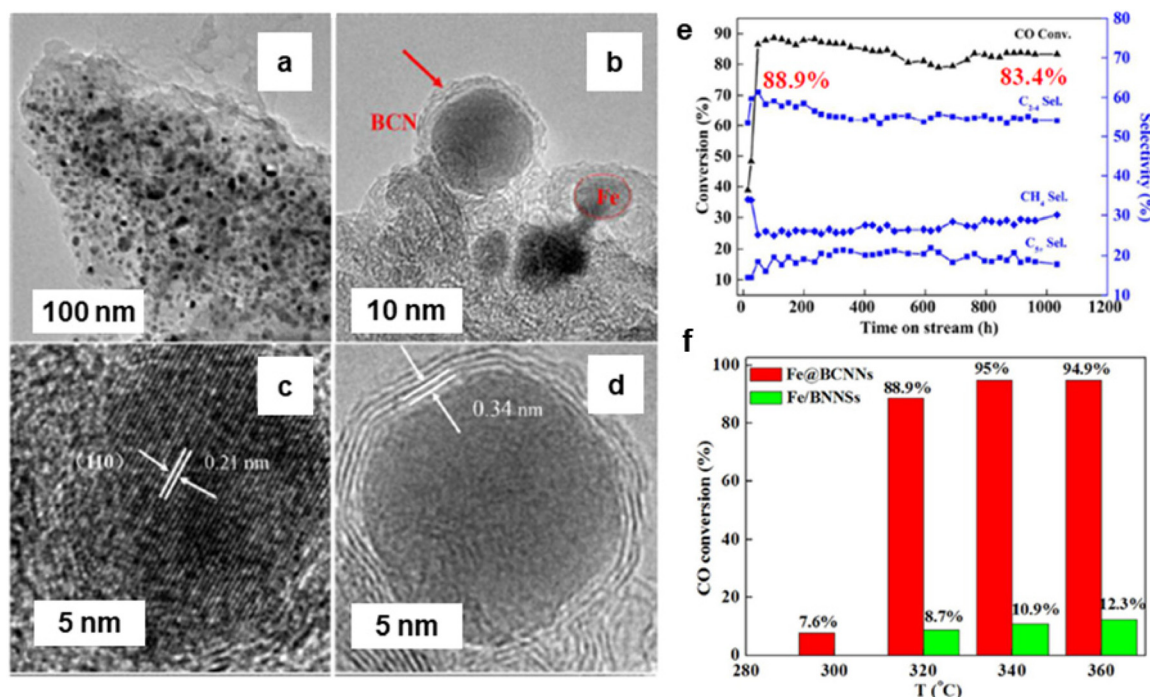 a
100 nm
b
BCN
Fe
10 nm
c
(110)
0.21 nm
5 nm
d
0.34 nm
5 nm
e
Conversion (%)
90
80
70
60
50
40
30
20
10
CO Conv.
88.9%
83.4%
C2-4 Sel.
CH4 Sel.
C5+ Sel.
80
70
60
50
40
30
20
10
Selectivity (%)
0 200 400 600 800 1000 1200
Time on stream (h)
f
CO conversion (%)
100
80
60
40
20
0
Fe@BCNNs
Fe/BNNSs
7.6%
88.9%
8.7%
95%
10.9%
94.9%
12.3%
280 300 320 340 360
T (°C)